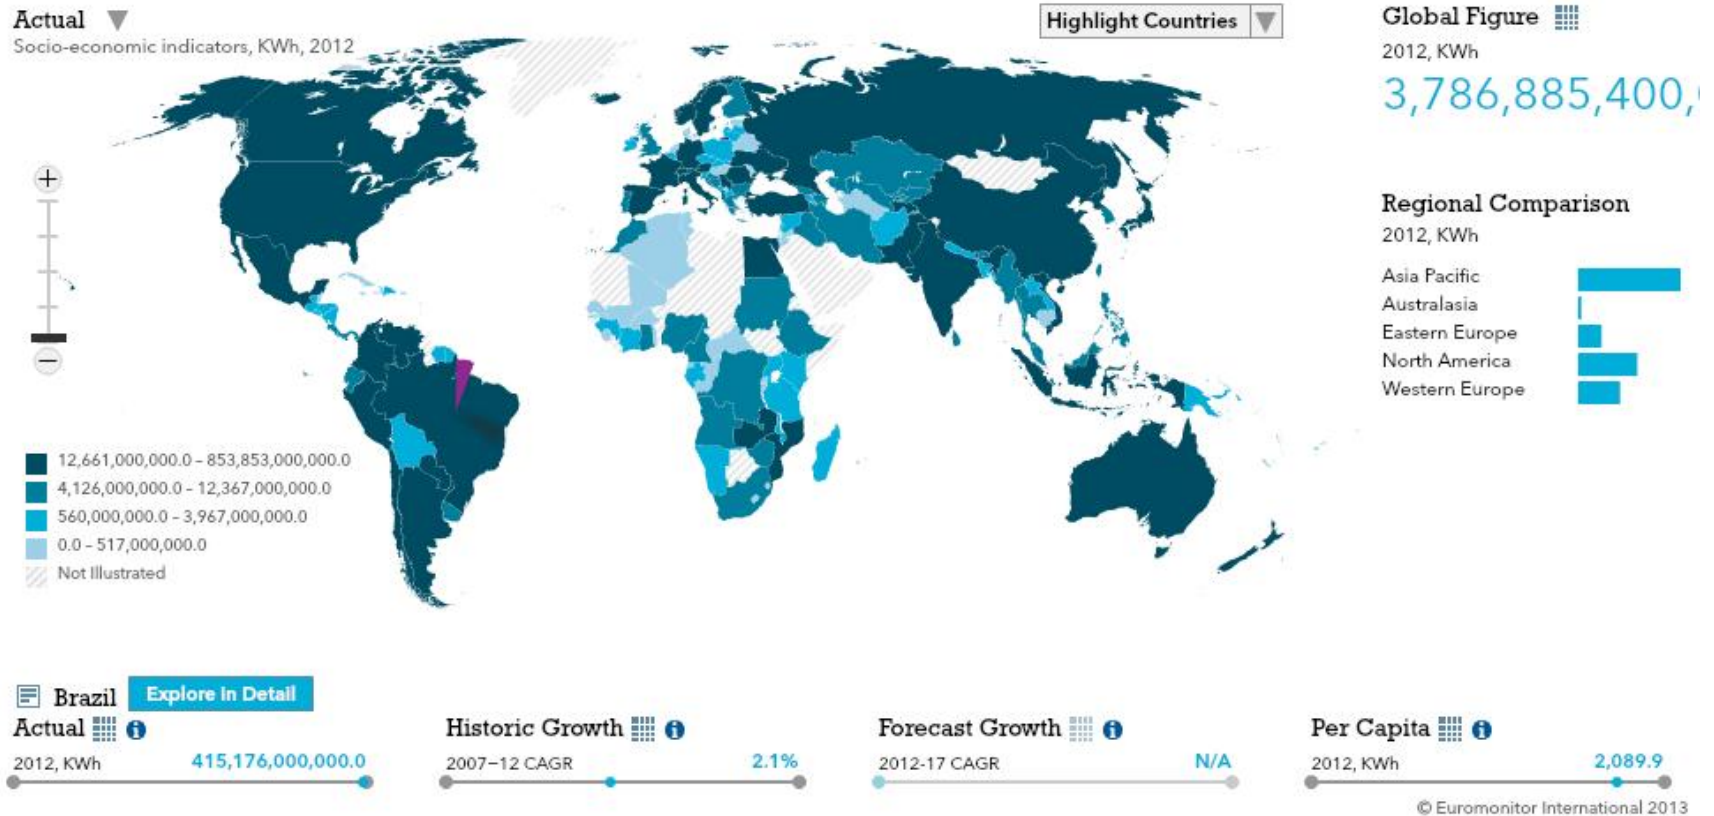 Actual
Socio-economic indicators, KWh, 2012
Highlight Countries
Global Figure
2012, KWh
3,786,885,400,
Regional Comparison
2012, KWh
Asia Pacific
Australasia
Eastern Europe
North America
Western Europe
12,661,000,000.0 – 853,853,000,000.0
4,126,000,000.0 – 12,367,000,000.0
560,000,000.0 – 3,967,000,000.0
0.0 – 517,000,000.0
Not Illustrated
Brazil
Explore in Detail
Actual
2012, KWh 415,176,000,000.0
Historic Growth
2007–12 CAGR 2.1%
Forecast Growth
2012-17 CAGR N/A
Per Capita
2012, KWh 2,089.9
© Euromonitor International 2013